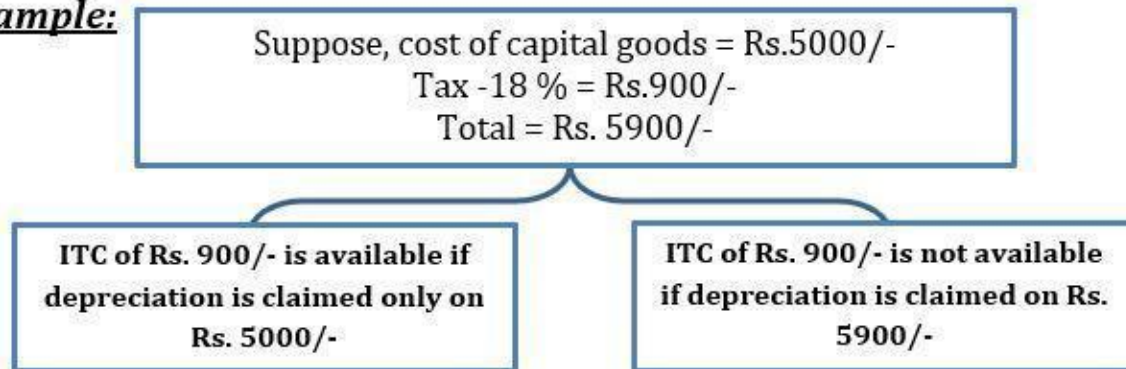 ample:
Suppose, cost of capital goods = Rs.5000/-
Tax -18 % = Rs.900/-
Total = Rs. 5900/-
ITC of Rs. 900/- is available if
depreciation is claimed only on
Rs. 5000/-
ITC of Rs. 900/- is not available
if depreciation is claimed on Rs.
5900/-